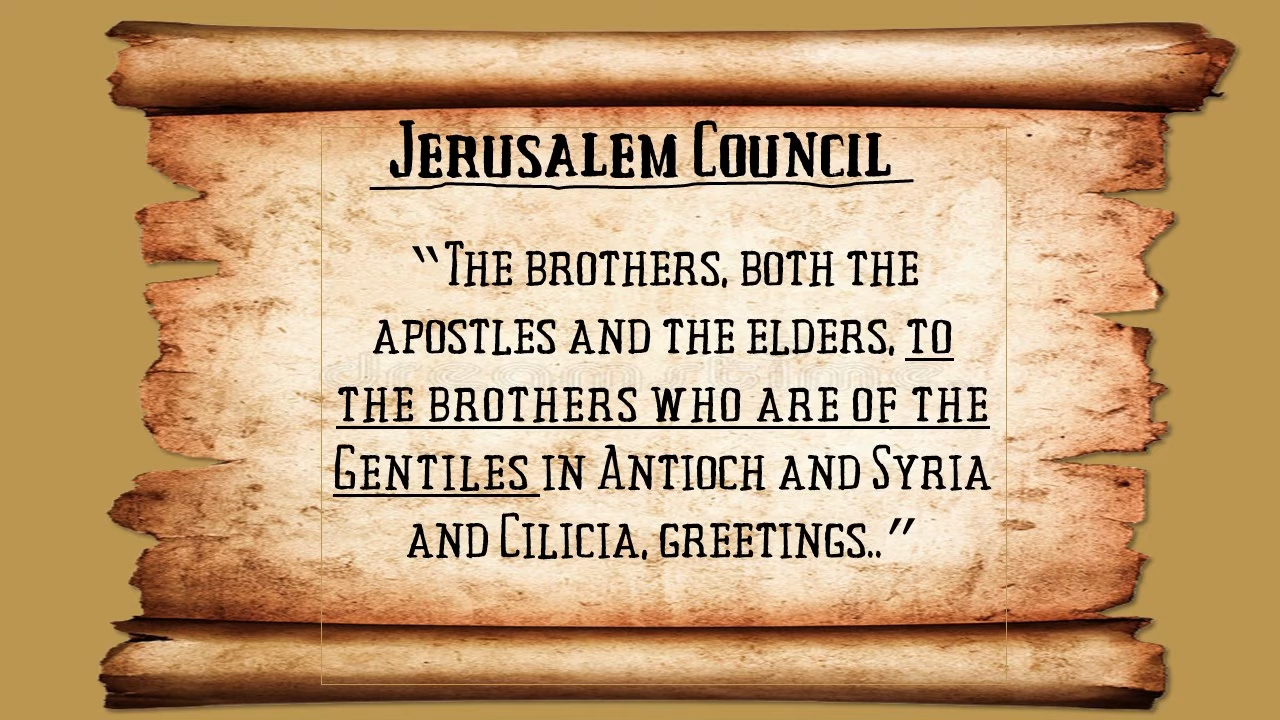 Jerusalem Council
“The brothers, both the
apostles and the elders, to
the brothers who are of the
Gentiles in Antioch and Syria
and Cilicia, greetings..”